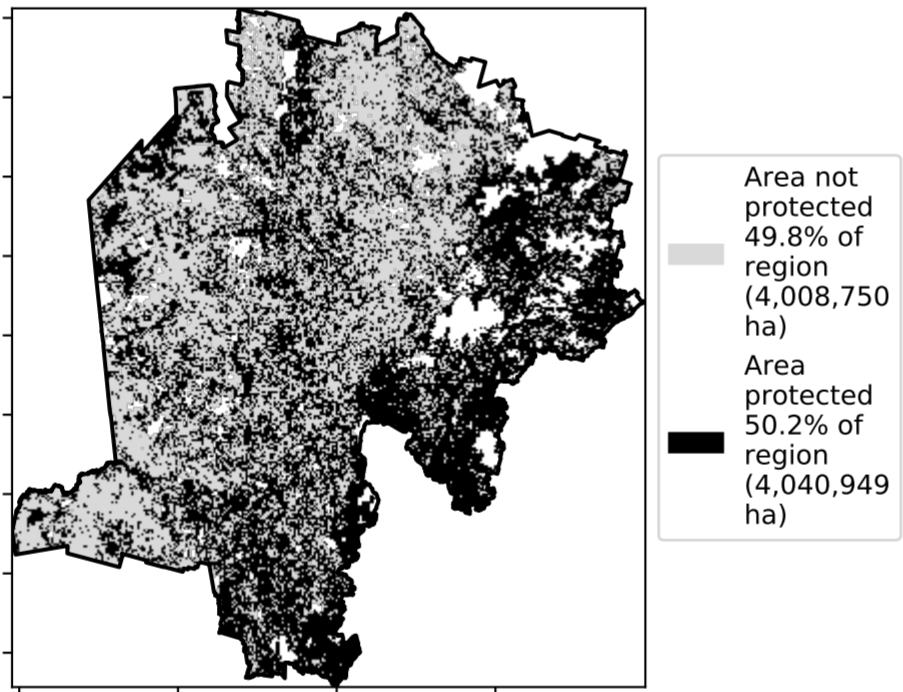 Area not
protected
49.8% of
region
(4,008,750
ha)
Area
protected
50.2% of
region
(4,040,949
ha)